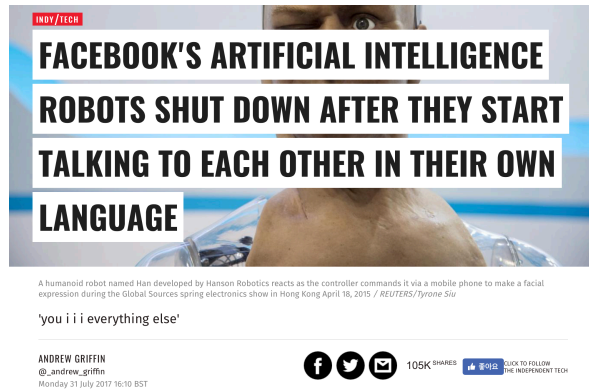 INDY/TECH
FACEBOOK'S ARTIFICIAL INTELLIGENCE
ROBOTS SHUT DOWN AFTER THEY START
TALKING TO EACH OTHER IN THEIR OWN
LANGUAGE
A humanoid robot named Han developed by Hanson Robotics reacts as the controller commands it via a mobile phone to make a facial
expression during the Global Sources spring electronics show in Hong Kong April 18, 2015 / REUTERS/Tyrone Siu
'you i i i everything else'
ANDREW GRIFFIN
@_andrew_griffin
Monday 31 July 2017 16:10 BST
105K SHARES
좋아요
CLICK TO FOLLOW
THE INDEPENDENT TECH